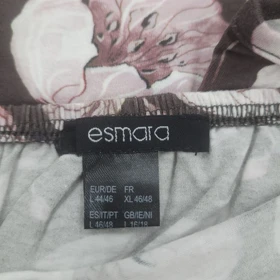 esmara
EUR/DE FR
L 44/46 XL 46/48
ES/IT/PT GB/IE/NI
L 46/48 L 16/18